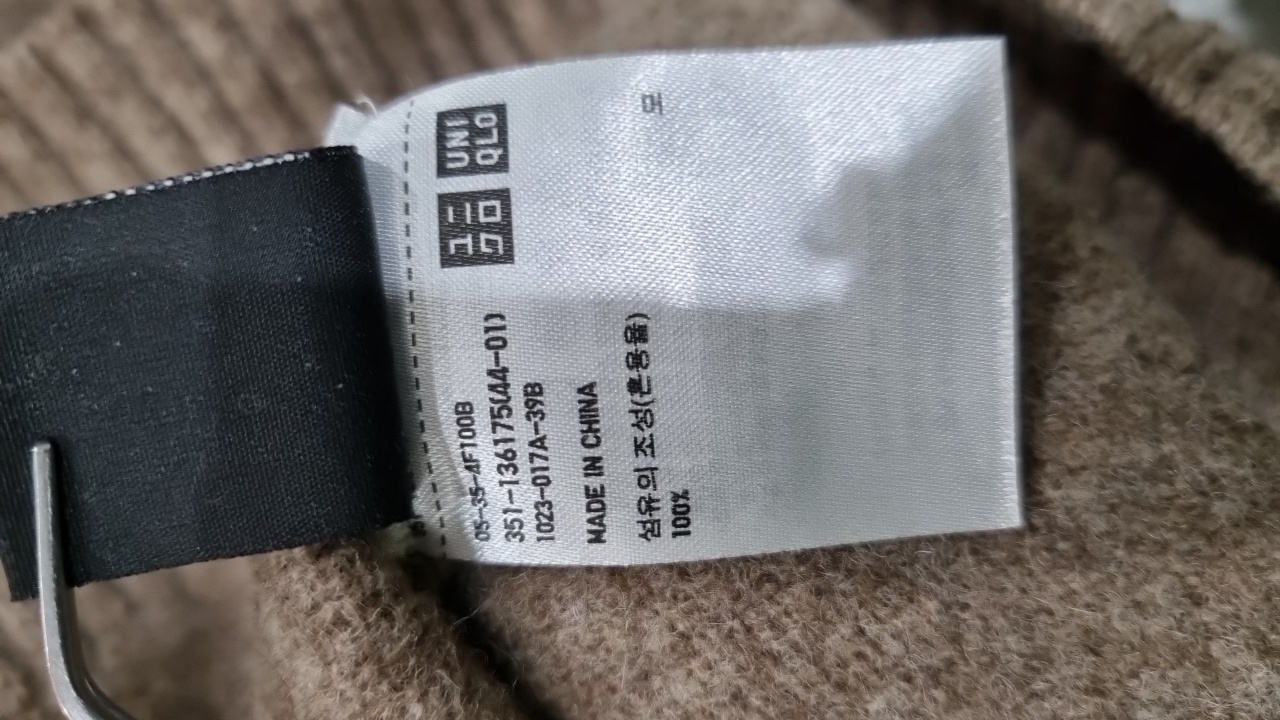 ユニ
クロ
UNI
QLO
05-35-4F100B
351-136175(44-01)
1023-017A-39B
MADE IN CHINA
섬유의 조성(혼용율) 모
100%